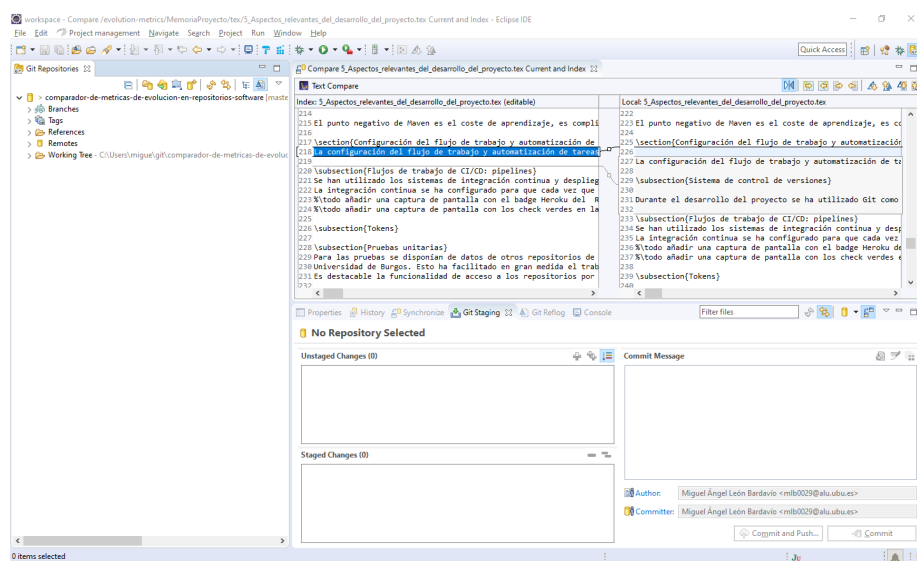 workspace - Compare /evolution-metrics/MemoriaProyecto/tex/5_Aspectos_relevantes_del_desarrollo_del_proyecto.tex Current and Index - Eclipse IDE
File Edit Project management Navigate Search Project Run Window Help
Quick Access
Git Repositories
> comparador-de-metricas-de-evolucion-en-repositorios-software [maste
Branches
Tags
References
Remotes
Working Tree - C:\Users\migue\git\comparador-de-metricas-de-evoluc
0 items selected
Compare 5_Aspectos_relevantes_del_desarrollo_del_proyecto.tex Current and Index
Text Compare
Index: 5_Aspectos_relevantes_del_desarrollo_del_proyecto.tex (editable)
214
215 El punto negativo de Maven es el coste de aprendizaje, es compli
216
217 \section{Configuración del flujo de trabajo y automatización de
218 La configuración del flujo de trabajo y automatización de tareas
219
220 \subsection{Flujos de trabajo de CI/CD: pipelines}
221 Se han utilizado los sistemas de integración continua y desplieg
222 La integración continua se ha configurado para que cada vez que
223 %\todo añadir una captura de pantalla con el badge Heroku del R
224 %\todo añadir una captura de pantalla con los check verdes en la
225
226 \subsection{Tokens}
227
228 \subsection{Pruebas unitarias}
229 Para las pruebas se disponían de datos de otros repositorios de
230 Universidad de Burgos. Esto ha facilitado en gran medida el trab
231 Es destacable la funcionalidad de acceso a los repositorios por
232
Local: 5_Aspectos_relevantes_del_desarrollo_del_proyecto.tex
222
223 El punto negativo de Maven es el coste de aprendizaje, es cc
224
225 \section{Configuración del flujo de trabajo y automatización
226
227 La configuración del flujo de trabajo y automatización de ta
228
229 \subsection{Sistema de control de versiones}
230
231 Durante el desarrollo del proyecto se ha utilizado Git como
232
233 \subsection{Flujos de trabajo de CI/CD: pipelines}
234 Se han utilizado los sistemas de integración continua y desp
235 La integración continua se ha configurado para que cada vez
236 %\todo añadir una captura de pantalla con el badge Heroku de
237 %\todo añadir una captura de pantalla con los check verdes e
238
239 \subsection{Tokens}
240
Properties History Synchronize Git Staging Git Reflog Console
Filter files
No Repository Selected
Unstaged Changes (0)
Staged Changes (0)
Commit Message
Author: Miguel Ángel León Bardavío <mlb0029@alu.ubu.es>
Committer: Miguel Ángel León Bardavío <mlb0029@alu.ubu.es>
Commit and Push...
Commit